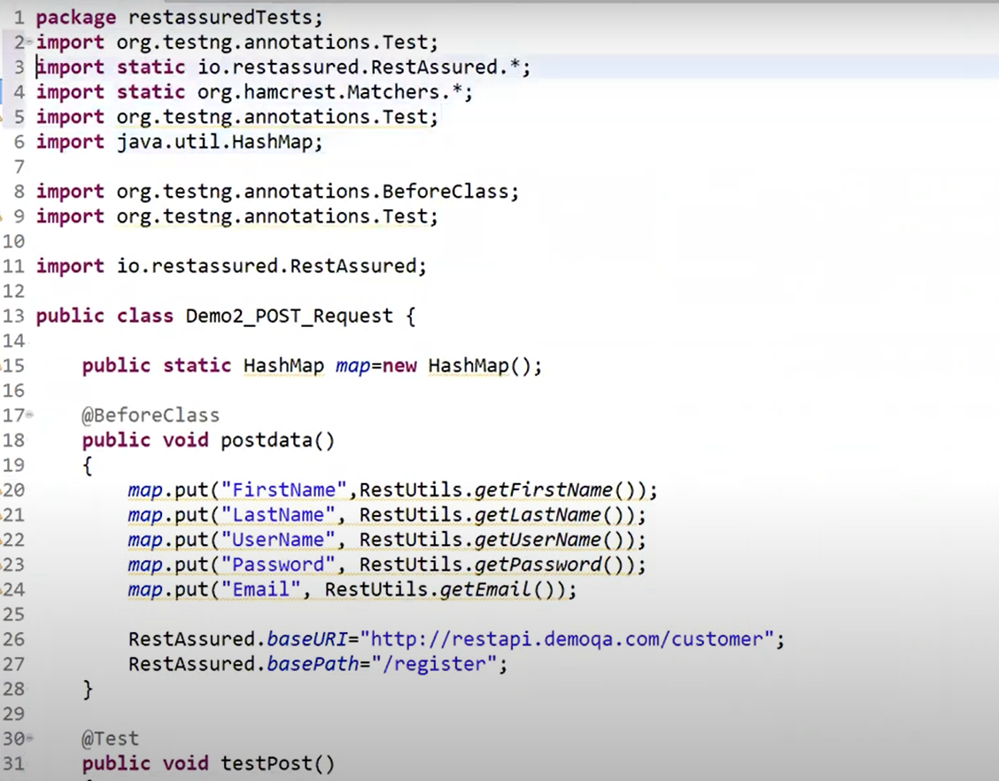 1 package restassuredTests;
2 import org.testng.annotations.Test;
3 import static io.restassured.RestAssured.*;
4 import static org.hamcrest.Matchers.*;
5 import org.testng.annotations.Test;
6 import java.util.HashMap;
7
8 import org.testng.annotations.BeforeClass;
9 import org.testng.annotations.Test;
10
11 import io.restassured.RestAssured;
12
13 public class Demo2_POST_Request {
14
15 public static HashMap map=new HashMap();
16
17 @BeforeClass
18 public void postdata()
19 {
20 map.put("FirstName",RestUtils.getFirstName());
21 map.put("LastName", RestUtils.getLastName());
22 map.put("UserName", RestUtils.getUserName());
23 map.put("Password", RestUtils.getPassword());
24 map.put("Email", RestUtils.getEmail());
25
26 RestAssured.baseURI="http://restapi.demoqa.com/customer";
27 RestAssured.basePath="/register";
28 }
29
30 @Test
31 public void testPost()